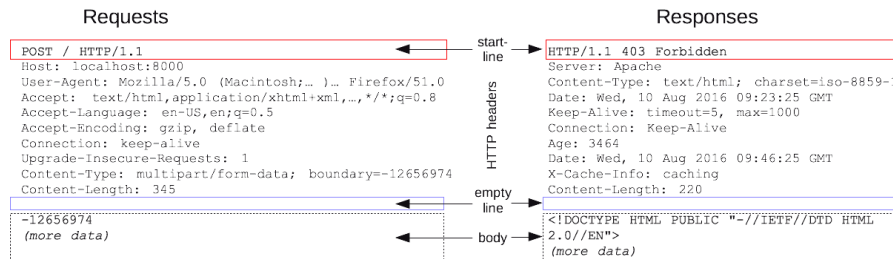 Requests
POST / HTTP/1.1
Host: localhost:8000
User-Agent: Mozilla/5.0 (Macintosh;… )… Firefox/51.0
Accept: text/html,application/xhtml+xml,…,*/*;q=0.8
Accept-Language: en-US,en;q=0.5
Accept-Encoding: gzip, deflate
Connection: keep-alive
Upgrade-Insecure-Requests: 1
Content-Type: multipart/form-data; boundary=-12656974
Content-Length: 345
-12656974
(more data)
start-
line
HTTP headers
empty
line
body
Responses
HTTP/1.1 403 Forbidden
Server: Apache
Content-Type: text/html; charset=iso-8859-1
Date: Wed, 10 Aug 2016 09:23:25 GMT
Keep-Alive: timeout=5, max=1000
Connection: Keep-Alive
Age: 3464
Date: Wed, 10 Aug 2016 09:46:25 GMT
X-Cache-Info: caching
Content-Length: 220
<!DOCTYPE HTML PUBLIC "-//IETF//DTD HTML
2.0//EN">
(more data)